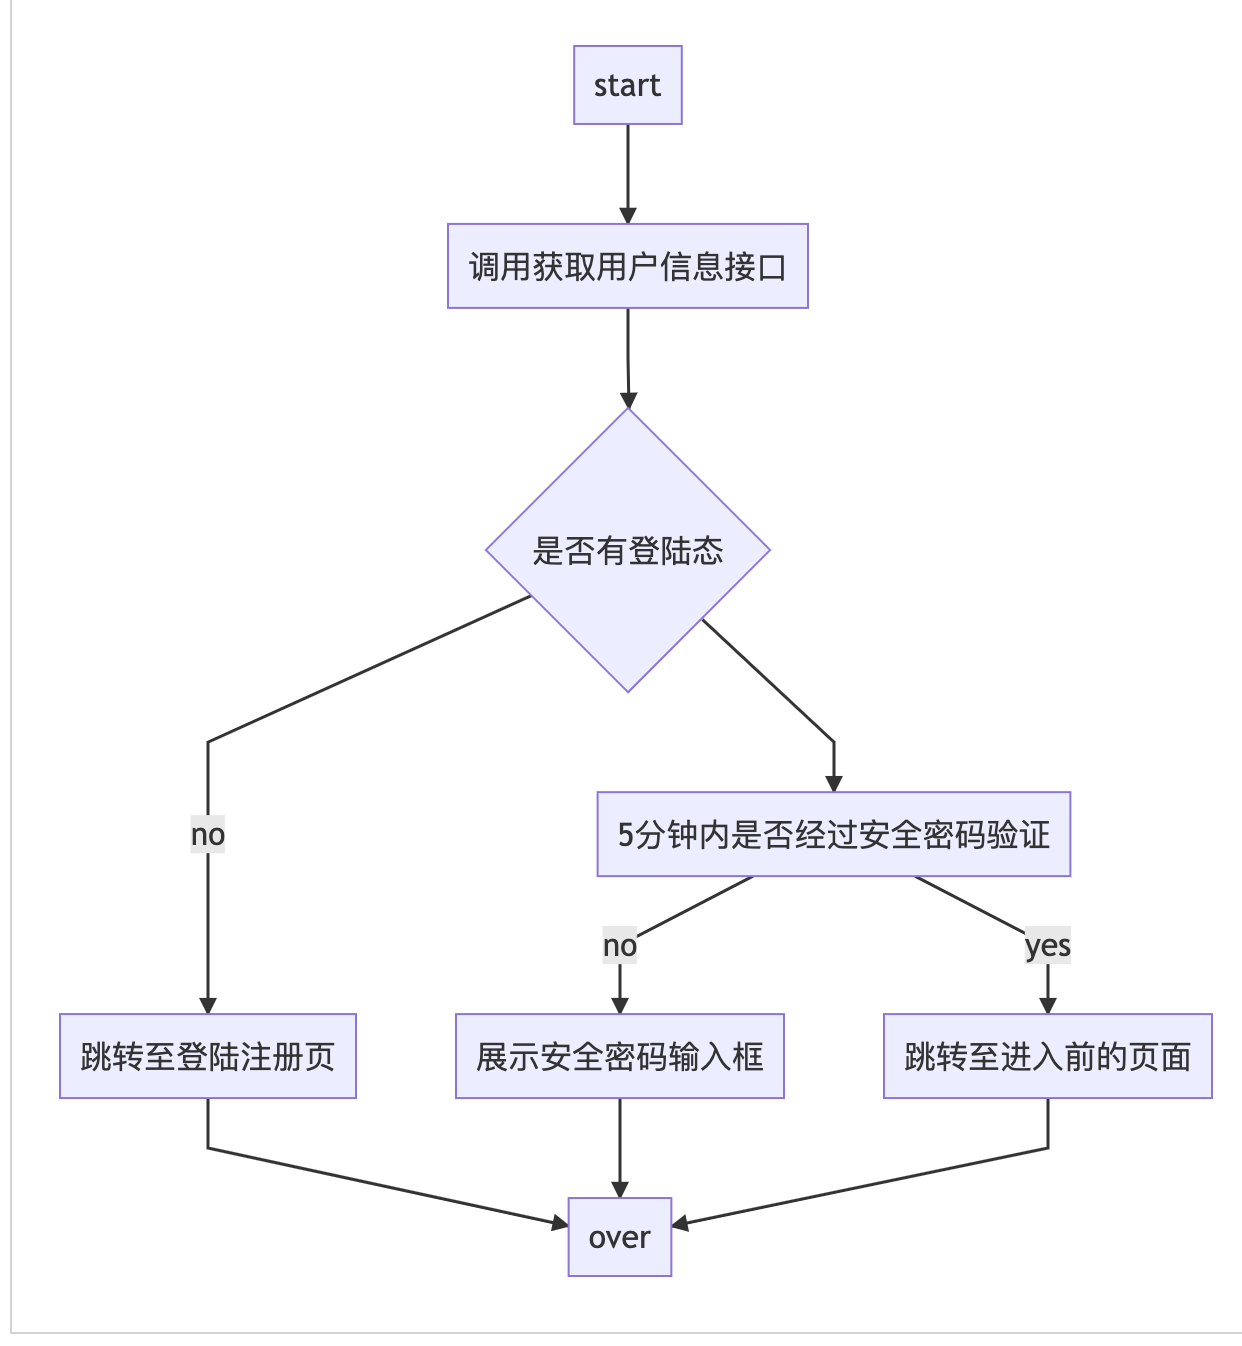 start
调用获取用户信息接口
是否有登陆态
no
5分钟内是否经过安全密码验证
no
yes
跳转至登陆注册页
展示安全密码输入框
跳转至进入前的页面
over